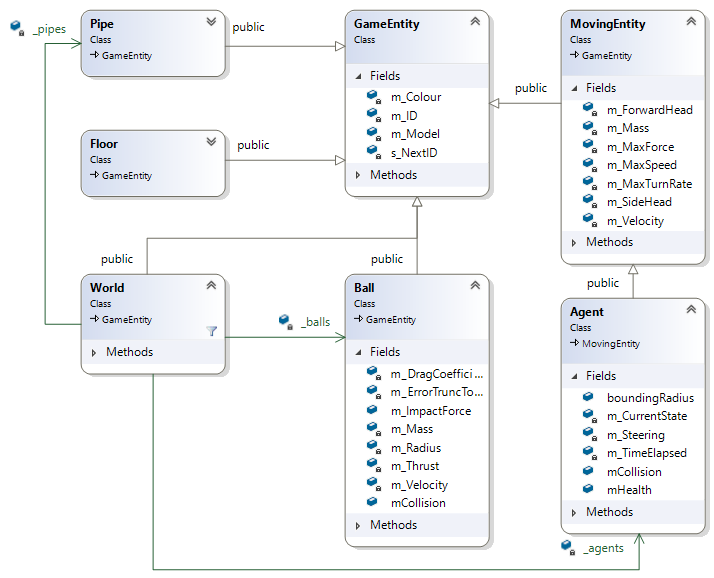 _pipes
Pipe
Class
GameEntity
public
GameEntity
Class
Fields
m_Colour
m_ID
m_Model
s_NextID
Methods
public
MovingEntity
Class
GameEntity
Fields
m_ForwardHead
m_Mass
m_MaxForce
m_MaxSpeed
m_MaxTurnRate
m_SideHead
m_Velocity
Methods
Floor
Class
GameEntity
public
public
public
public
World
Class
GameEntity
Methods
_balls
Ball
Class
GameEntity
Fields
m_DragCoeffici...
m_ErrorTruncTo...
m_ImpactForce
m_Mass
m_Radius
m_Thrust
m_Velocity
mCollision
Methods
Agent
Class
MovingEntity
Fields
boundingRadius
m_CurrentState
m_Steering
m_TimeElapsed
mCollision
mHealth
Methods
_agents